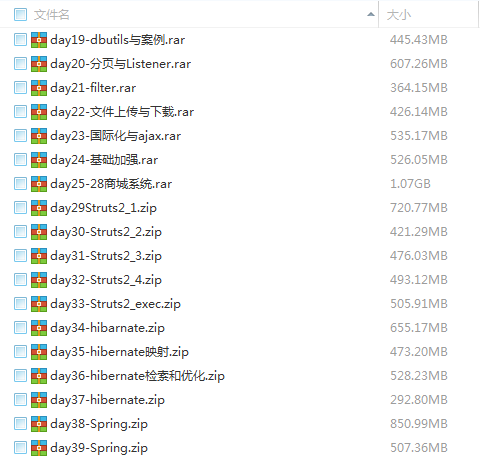 文件名 大小
day19-dbutils与案例.rar 445.43MB
day20-分页与Listener.rar 607.26MB
day21-filter.rar 364.15MB
day22-文件上传与下载.rar 426.14MB
day23-国际化与ajax.rar 535.17MB
day24-基础加强.rar 526.05MB
day25-28商城系统.rar 1.07GB
day29Struts2_1.zip 720.77MB
day30-Struts2_2.zip 421.29MB
day31-Struts2_3.zip 476.03MB
day32-Struts2_4.zip 493.12MB
day33-Struts2_exec.zip 505.91MB
day34-hibarnate.zip 655.17MB
day35-hibernate映射.zip 473.20MB
day36-hibernate检索和优化.zip 528.23MB
day37-hibernate.zip 292.80MB
day38-Spring.zip 850.99MB
day39-Spring.zip 507.36MB